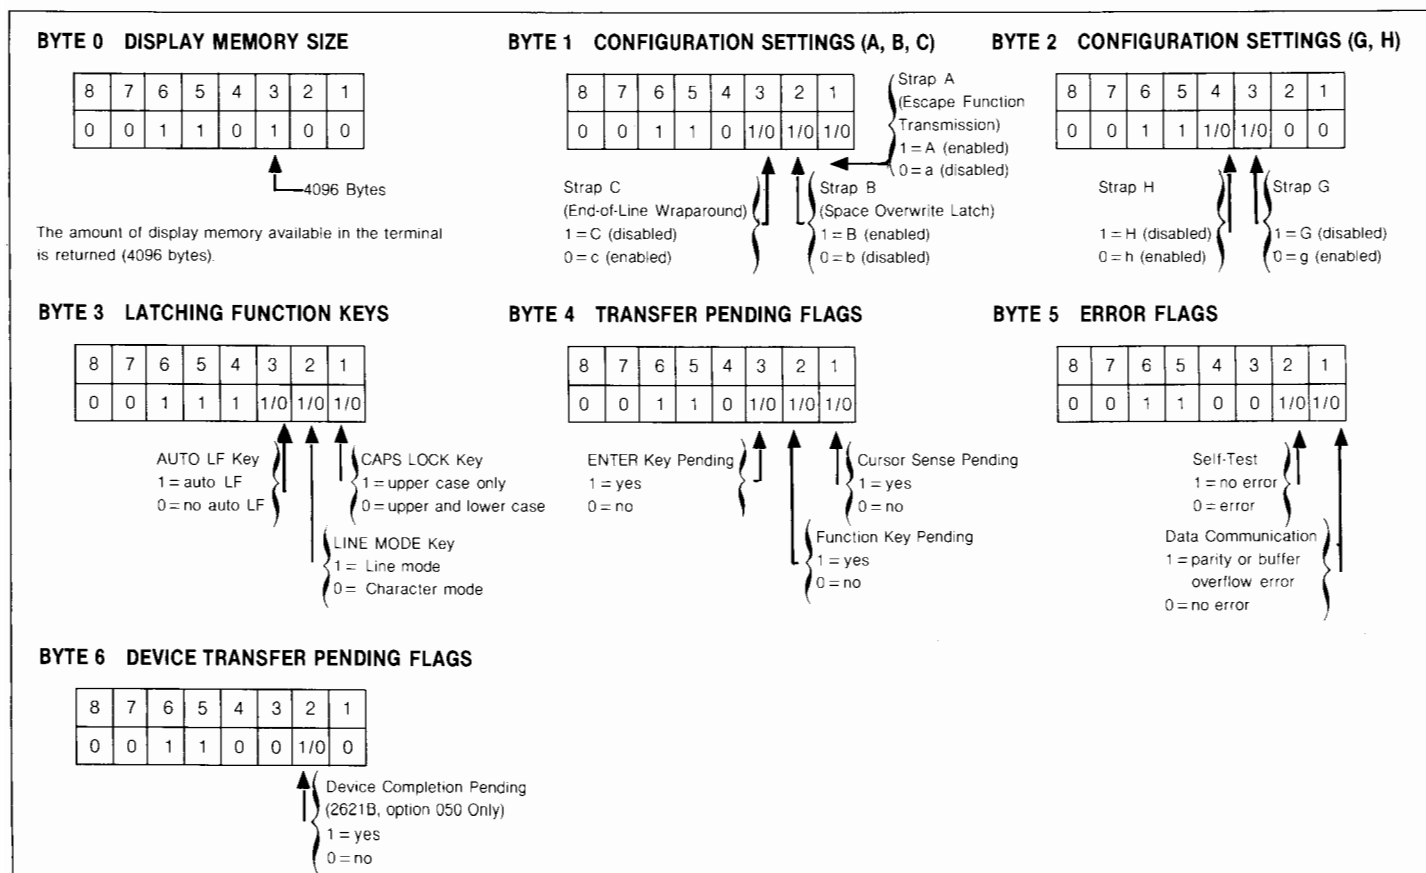 BYTE 0 DISPLAY MEMORY SIZE
8 7 6 5 4 3 2 1
0 0 1 1 0 1 0 0
4096 Bytes
The amount of display memory available in the terminal
is returned (4096 bytes).
BYTE 1 CONFIGURATION SETTINGS (A, B, C)
8 7 6 5 4 3 2 1
0 0 1 1 0 1/0 1/0 1/0
Strap A
(Escape Function
Transmission)
1 = A (enabled)
0 = a (disabled)
Strap C
(End-of-Line Wraparound)
1 = C (disabled)
0 = c (enabled)
Strap B
(Space Overwrite Latch)
1 = B (enabled)
0 = b (disabled)
BYTE 2 CONFIGURATION SETTINGS (G, H)
8 7 6 5 4 3 2 1
0 0 1 1 1/0 1/0 0 0
Strap H
1 = H (disabled)
0 = h (enabled)
Strap G
1 = G (disabled)
0 = g (enabled)
BYTE 3 LATCHING FUNCTION KEYS
8 7 6 5 4 3 2 1
0 0 1 1 1 1/0 1/0 1/0
AUTO LF Key
1 = auto LF
0 = no auto LF
CAPS LOCK Key
1 = upper case only
0 = upper and lower case
LINE MODE Key
1 = Line mode
0 = Character mode
BYTE 4 TRANSFER PENDING FLAGS
8 7 6 5 4 3 2 1
0 0 1 1 0 1/0 1/0 1/0
ENTER Key Pending
1 = yes
0 = no
Cursor Sense Pending
1 = yes
0 = no
Function Key Pending
1 = yes
0 = no
BYTE 5 ERROR FLAGS
8 7 6 5 4 3 2 1
0 0 1 1 0 0 1/0 1/0
Self-Test
1 = no error
0 = error
Data Communication
1 = parity or buffer
overflow error
0 = no error
BYTE 6 DEVICE TRANSFER PENDING FLAGS
8 7 6 5 4 3 2 1
0 0 1 1 0 0 1/0 0
Device Completion Pending
(2621B, option 050 Only)
1 = yes
0 = no